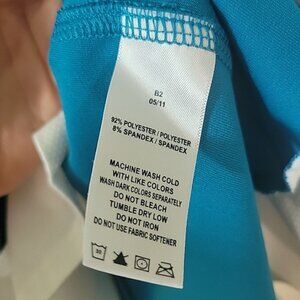 B2
05/11
92% POLYESTER / POLYESTER
8% SPANDEX / SPANDEX
MACHINE WASH COLD
WITH LIKE COLORS
WASH DARK COLORS SEPARATELY
DO NOT BLEACH
TUMBLE DRY LOW
DO NOT IRON
DO NOT USE FABRIC SOFTENER
30